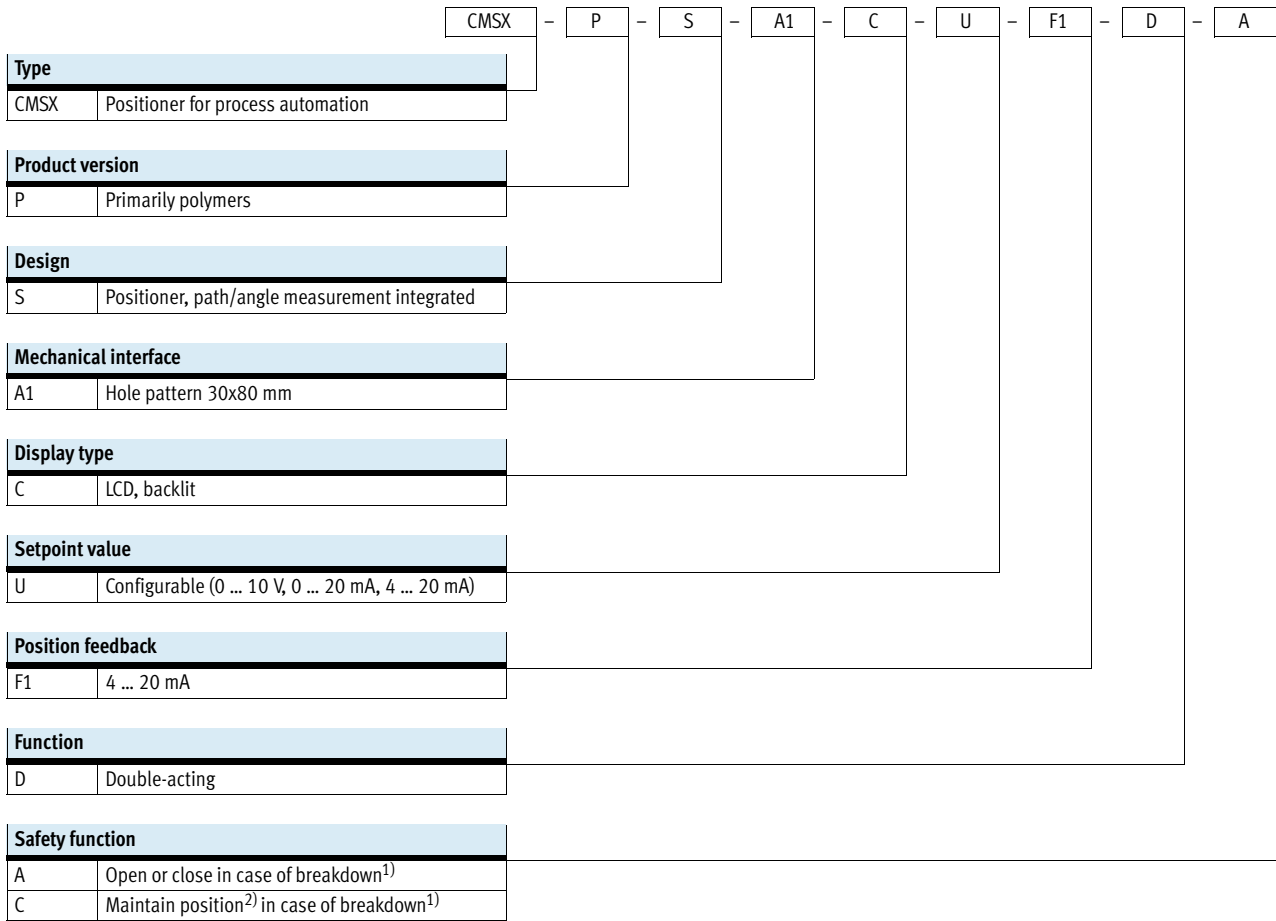 CMSX – P – S – A1 – C – U – F1 – D – A
Type
CMSX Positioner for process automation
Product version
P Primarily polymers
Design
S Positioner, path/angle measurement integrated
Mechanical interface
A1 Hole pattern 30x80 mm
Display type
C LCD, backlit
Setpoint value
U Configurable (0 ... 10 V, 0 ... 20 mA, 4 ... 20 mA)
Position feedback
F1 4 ... 20 mA
Function
D Double-acting
Safety function
A Open or close in case of breakdown1)
C Maintain position2) in case of breakdown1)